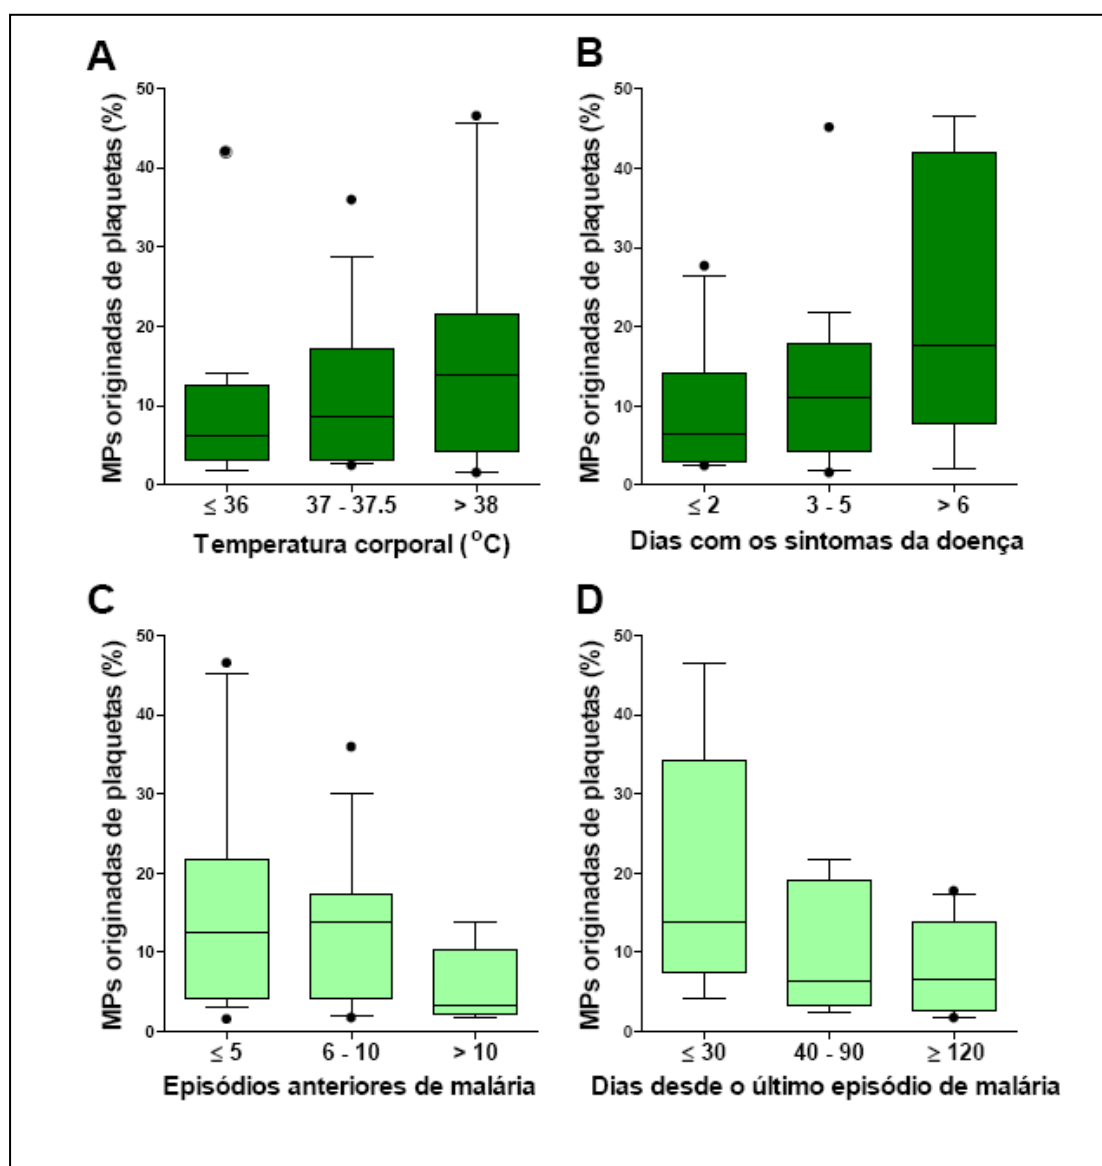 A
MPs originadas de plaquetas (%)
50
40
30
20
10
0
≤ 36 37 - 37.5 > 38
Temperatura corporal (°C)
B
MPs originadas de plaquetas (%)
50
40
30
20
10
0
≤ 2 3 - 5 > 6
Dias com os sintomas da doença
C
MPs originadas de plaquetas (%)
50
40
30
20
10
0
≤ 5 6 - 10 > 10
Episódios anteriores de malária
D
MPs originadas de plaquetas (%)
50
40
30
20
10
0
≤ 30 40 - 90 ≥ 120
Dias desde o último episódio de malária